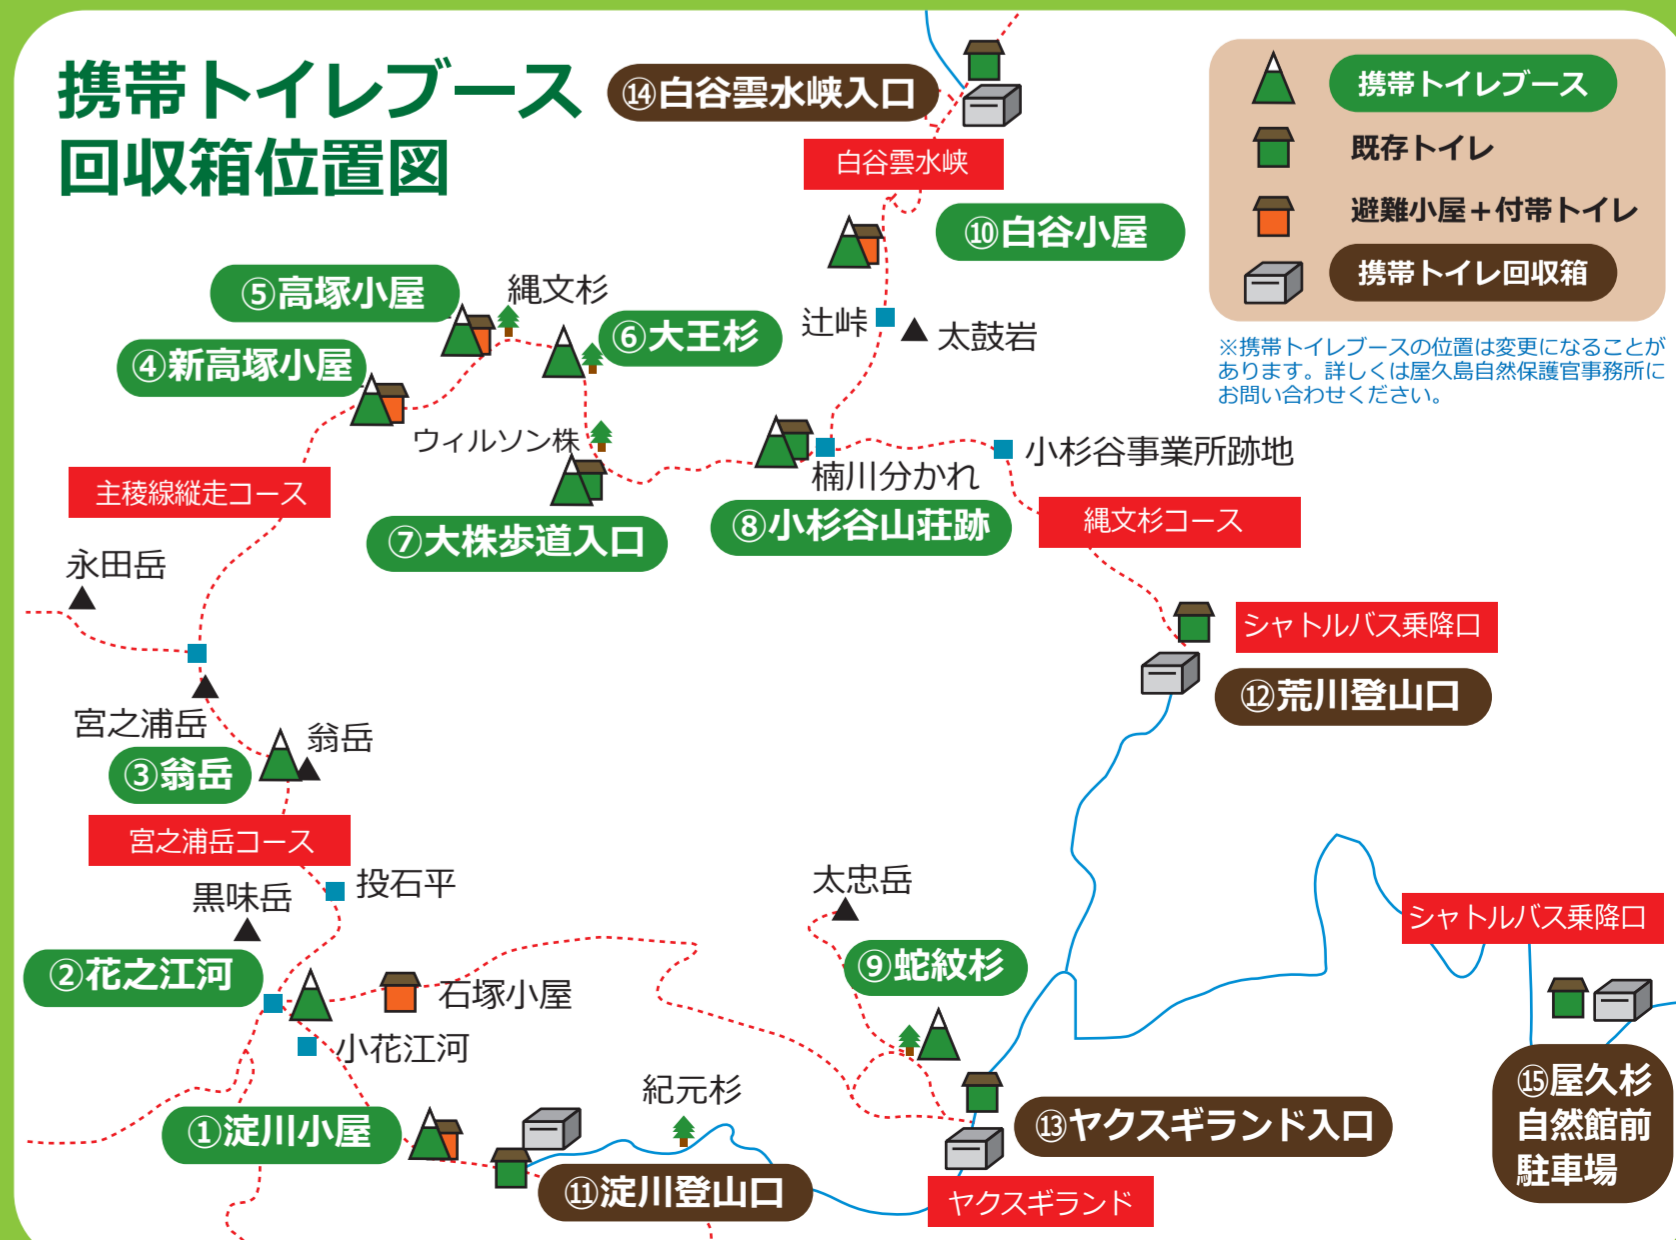 携帯トイレブース
回収箱位置図
⑭白谷雲水峡入口
白谷雲水峡
携帯トイレブース
既存トイレ
避難小屋＋付帯トイレ
携帯トイレ回収箱
※携帯トイレブースの位置は変更になることが
あります。詳しくは屋久島自然保護官事務所に
お問い合わせください。
⑩白谷小屋
⑤高塚小屋
縄文杉
⑥大王杉
辻峠
太鼓岩
④新高塚小屋
ウィルソン株
小杉谷事業所跡地
楠川分かれ
主稜線縦走コース
⑦大株歩道入口
⑧小杉谷山荘跡
縄文杉コース
永田岳
シャトルバス乗降口
⑫荒川登山口
宮之浦岳
翁岳
③翁岳
宮之浦岳コース
投石平
黒味岳
太忠岳
シャトルバス乗降口
②花之江河
⑨蛇紋杉
石塚小屋
小花江河
紀元杉
①淀川小屋
⑬ヤクスギランド入口
⑮屋久杉
自然館前
駐車場
⑪淀川登山口
ヤクスギランド